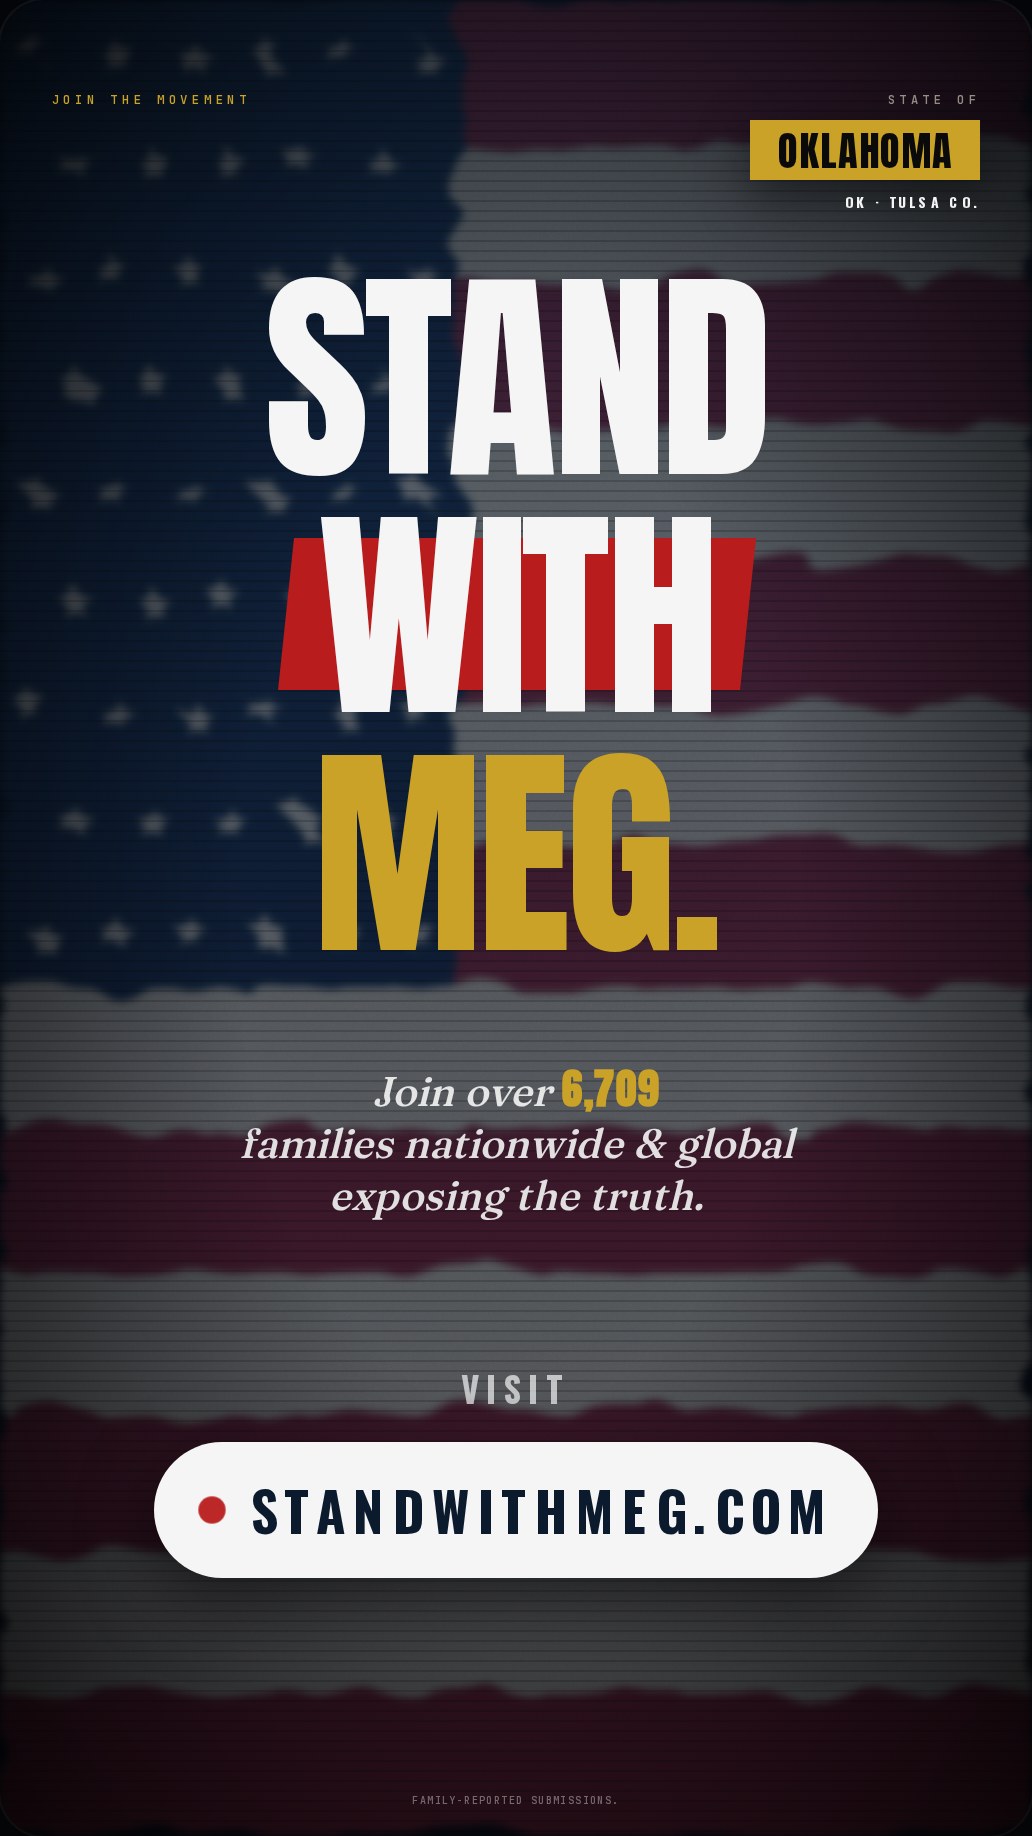 JOIN THE MOVEMENT
STATE OF
OKLAHOMA
OK · TULSA CO.
STAND
WITH
MEG.
Join over 6,709
families nationwide & global
exposing the truth.
VISIT
STANDWITHMEG.COM
FAMILY-REPORTED SUBMISSIONS.